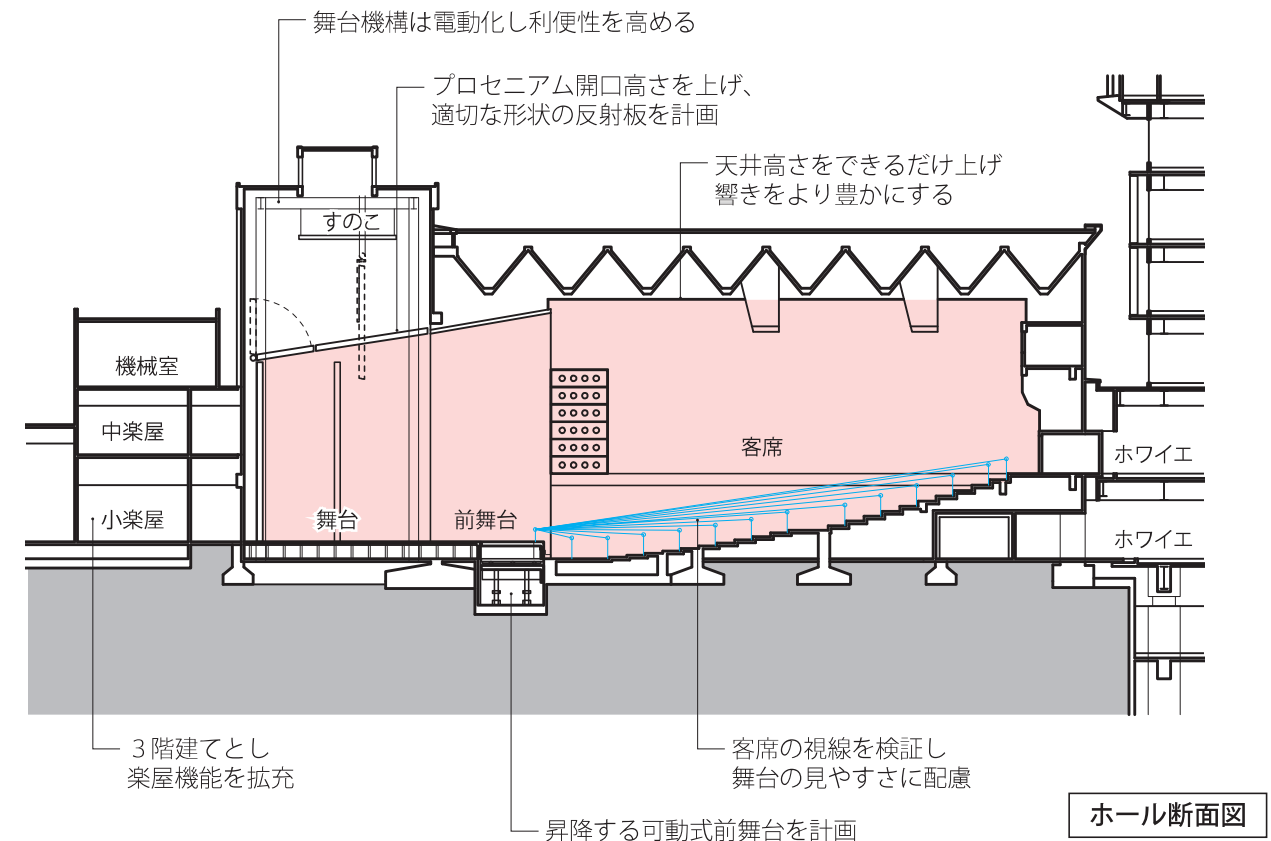 舞台機構は電動化し利便性を高める
プロセニアム開口高さを上げ、
適切な形状の反射板を計画
天井高さをできるだけ上げ
響きをより豊かにする
すのこ
機械室
中楽屋
客席
ホワイエ
小楽屋
舞台
前舞台
ホワイエ
３階建てとし
楽屋機能を拡充
客席の視線を検証し
舞台の見やすさに配慮
昇降する可動式前舞台を計画
ホール断面図